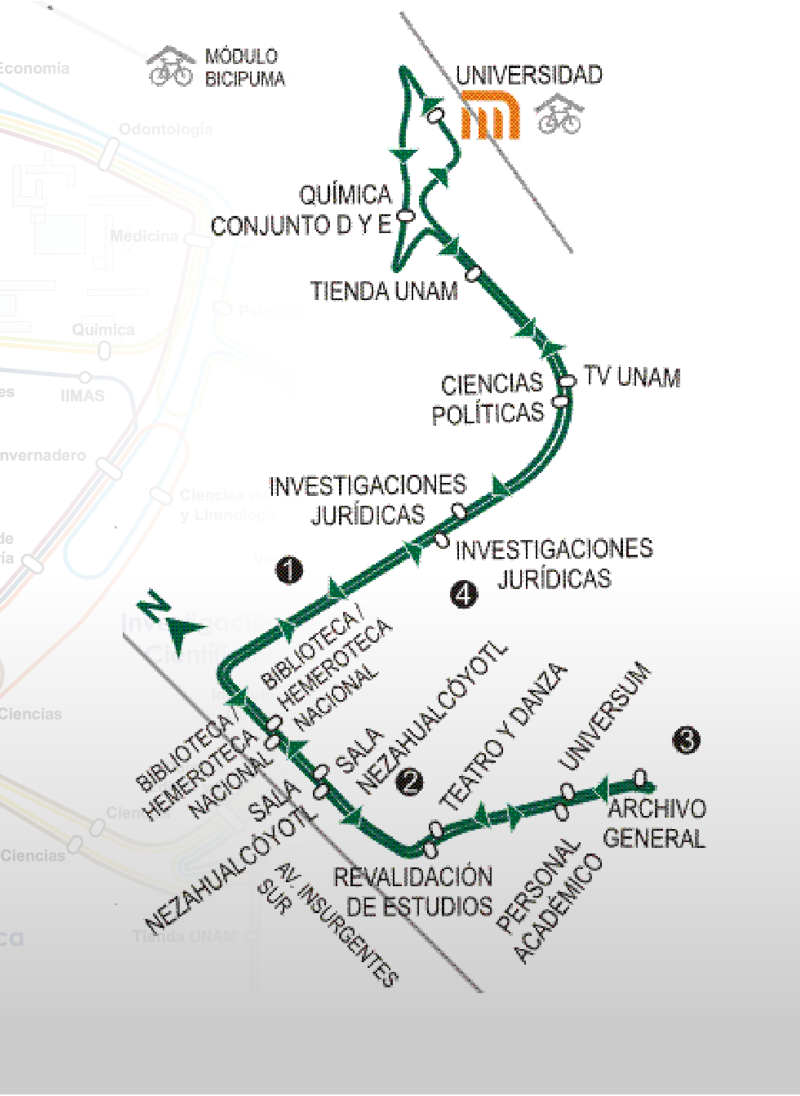 MÓDULO
BICIPUMA
UNIVERSIDAD
QUÍMICA
CONJUNTO D Y E
TIENDA UNAM
TV UNAM
CIENCIAS
POLÍTICAS
INVESTIGACIONES
JURÍDICAS
INVESTIGACIONES
JURÍDICAS
1
4
N
BIBLIOTECA /
HEMEROTECA
NACIONAL
BIBLIOTECA /
HEMEROTECA
NACIONAL
SALA
NEZAHUALCÓYOTL
SALA
NEZAHUALCÓYOTL
2
TEATRO Y DANZA
UNIVERSUM
3
ARCHIVO
GENERAL
REVALIDACIÓN
DE ESTUDIOS
PERSONAL
ACADÉMICO
AV. INSURGENTES
SUR
Economía
Odontología
Medicina
Química
IIMAS
nvernadero
Ciencias
y Limnología
Ciencias
Ciencias
Tienda UNAM